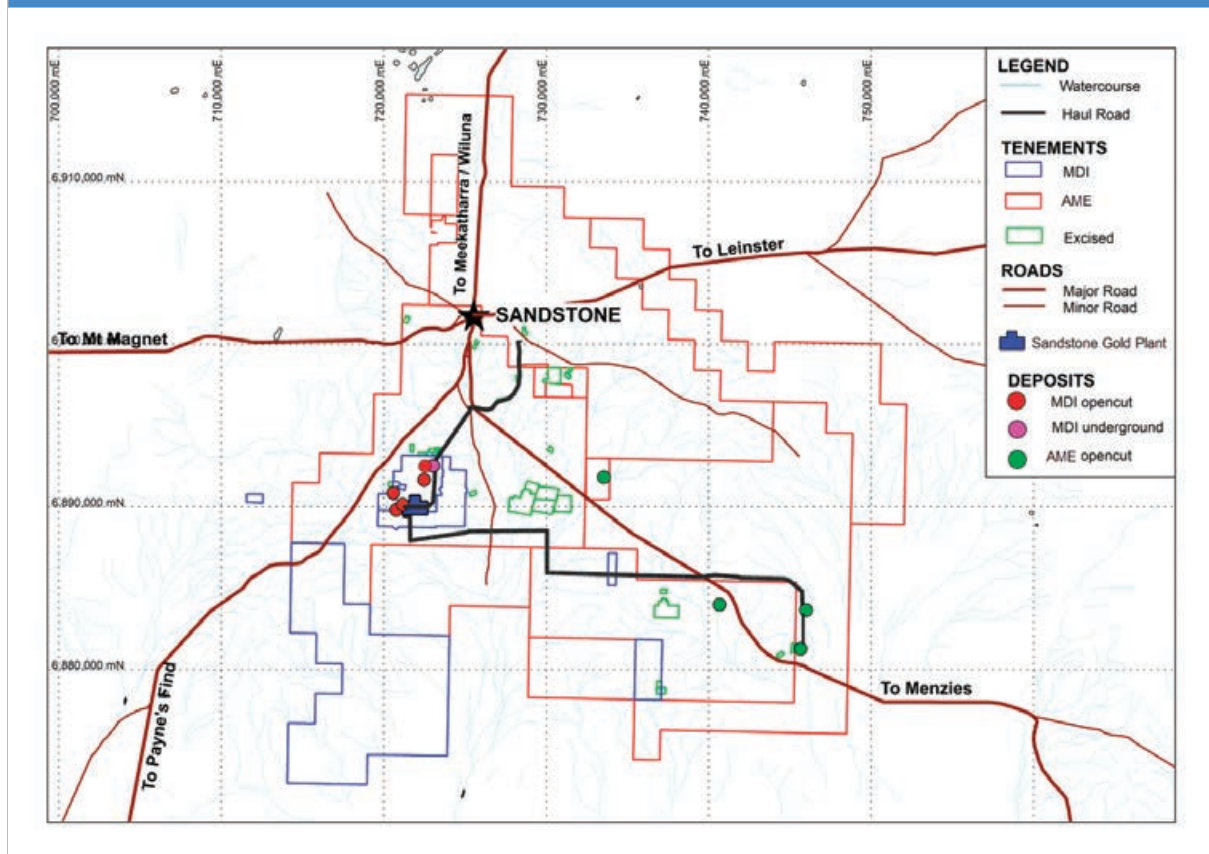 700,000 mE
710,000 mE
720,000 mE
730,000 mE
740,000 mE
750,000 mE
6,910,000 mN
6,890,000 mN
6,880,000 mN
To Meekatharra / Wiluna
To Leinster
SANDSTONE
To Mt Magnet
To Payne's Find
To Menzies
LEGEND
Watercourse
Haul Road
TENEMENTS
MDI
AME
Excised
ROADS
Major Road
Minor Road
Sandstone Gold Plant
DEPOSITS
MDI opencut
MDI underground
AME opencut